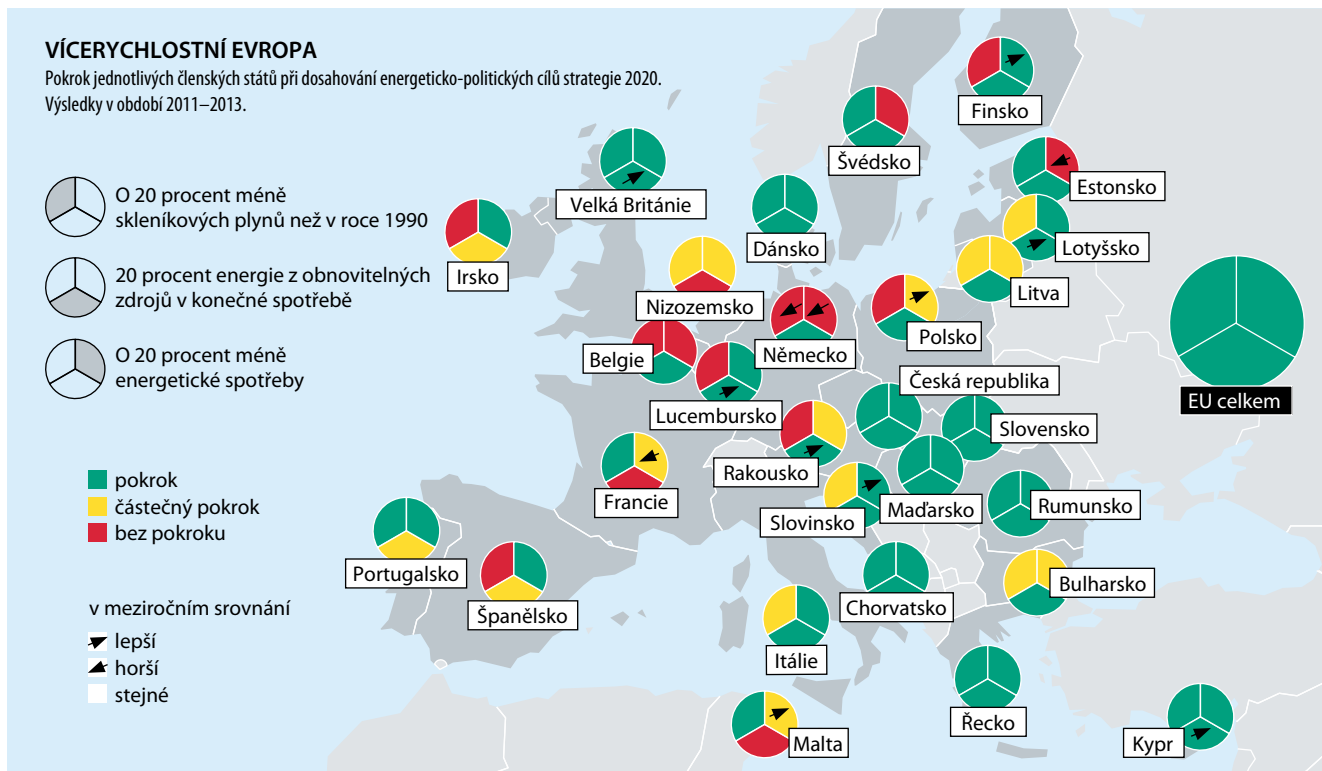 VÍCERYCHLOSTNÍ EVROPA
Pokrok jednotlivých členských států při dosahování energeticko-politických cílů strategie 2020.
Výsledky v období 2011–2013.
O 20 procent méně
skleníkových plynů než v roce 1990
20 procent energie z obnovitelných
zdrojů v konečné spotřebě
O 20 procent méně
energetické spotřeby
pokrok
částečný pokrok
bez pokroku
v meziročním srovnání
lepší
horší
stejné
Finsko
Švédsko
Estonsko
Velká Británie
Dánsko
Lotyšsko
Irsko
Litva
Nizozemsko
Polsko
Belgie
Německo
Česká republika
EU celkem
Lucembursko
Slovensko
Rakousko
Francie
Maďarsko
Rumunsko
Slovinsko
Portugalsko
Bulharsko
Španělsko
Chorvatsko
Itálie
Řecko
Malta
Kypr